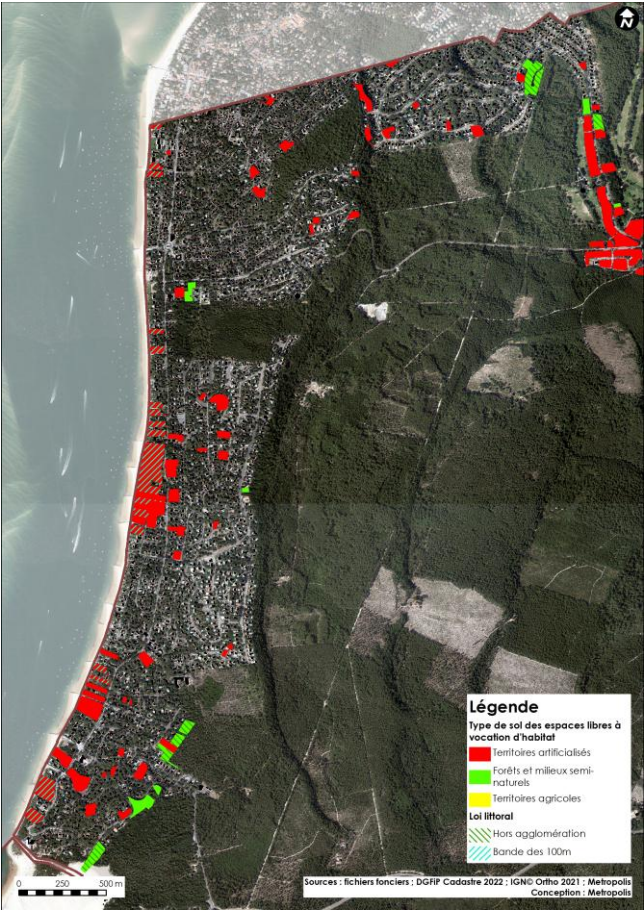 N
Légende
Type de sol des espaces libres à
vocation d'habitat
Territoires artificialisés
Forêts et milieux semi-
naturels
Territoires agricoles
Loi littoral
Hors agglomération
Bande des 100m
0 250 500 m
Sources : fichiers fonciers ; DGFiP Cadastre 2022 ; IGN© Ortho 2021 ; Metropolis
Conception : Metropolis